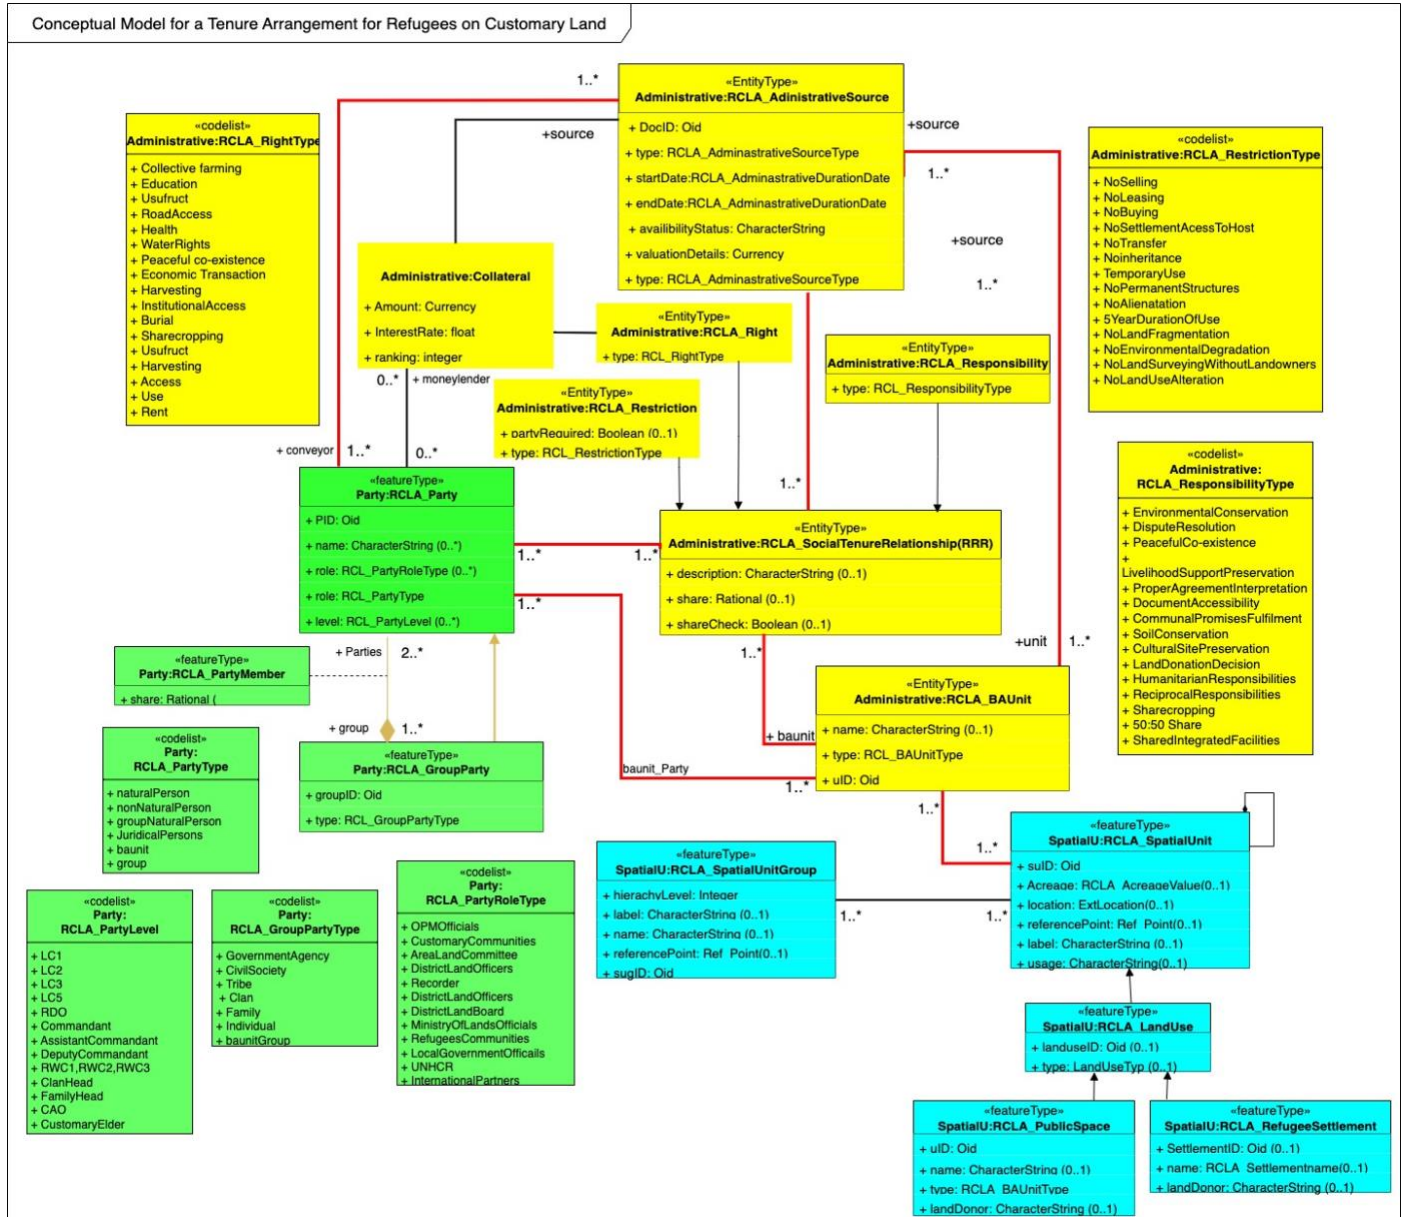 Conceptual Model for a Tenure Arrangement for Refugees on Customary Land
«codelist»
Administrative:RCLA_RightType
+ Collective farming
+ Education
+ Usufruct
+ RoadAccess
+ Health
+ WaterRights
+ Peaceful co-existence
+ Economic Transaction
+ Harvesting
+ InstitutionalAccess
+ Burial
+ Sharecropping
+ Usufruct
+ Harvesting
+ Access
+ Use
+ Rent
1..*
+source
«EntityType»
Administrative:RCLA_AdinistrativeSource
+ DocID: Oid
+ type: RCLA_AdminastrativeSourceType
+ startDate:RCLA_AdminastrativeDurationDate
+ endDate:RCLA_AdminastrativeDurationDate
+ availibilityStatus: CharacterString
+ valuationDetails: Currency
+ type: RCLA_AdminastrativeSourceType
+source
1..*
+source
1..*
«codelist»
Administrative:RCLA_RestrictionType
+ NoSelling
+ NoLeasing
+ NoBuying
+ NoSettlementAcessToHost
+ NoTransfer
+ Noinheritance
+ TemporaryUse
+ NoPermanentStructures
+ NoAlienatation
+ 5YearDurationOfUse
+ NoLandFragmentation
+ NoEnvironmentalDegradation
+ NoLandSurveyingWithoutLandowners
+ NoLandUseAlteration
Administrative:Collateral
+ Amount: Currency
+ InterestRate: float
+ ranking: integer
0..*
+ moneylender
«EntityType»
Administrative:RCLA_Right
+ type: RCL_RightType
«EntityType»
Administrative:RCLA_Responsibility
+ type: RCL_ResponsibilityType
«EntityType»
Administrative:RCLA_Restriction
+ partyRequired: Boolean (0..1)
+ type: RCL_RestrictionType
+ conveyor
1..*
0..*
1..*
«codelist»
Administrative:
RCLA_ResponsibilityType
+ EnvironmentalConservation
+ DisputeResolution
+ PeacefulCo-existence
+
LivelihoodSupportPreservation
+ ProperAgreementInterpretation
+ DocumentAccessibility
+ CommunalPromisesFulfilment
+ SoilConservation
+ CulturalSitePreservation
+ LandDonationDecision
+ HumanitarianResponsibilities
+ ReciprocalResponsibilities
+ Sharecropping
+ 50:50 Share
+ SharedIntegratedFacilities
«featureType»
Party:RCLA_Party
+ PID: Oid
+ name: CharacterString (0..*)
+ role: RCL_PartyRoleType (0..*)
+ role: RCL_PartyType
+ level: RCL_PartyLevel (0..*)
1..*
1..*
1..*
«EntityType»
Administrative:RCLA_SocialTenureRelationship(RRR)
+ description: CharacterString (0..1)
+ share: Rational (0..1)
+ shareCheck: Boolean (0..1)
1..*
+unit
1..*
+ Parties
2..*
«featureType»
Party:RCLA_PartyMember
+ share: Rational (
+ group
1..*
«EntityType»
Administrative:RCLA_BAUnit
+ name: CharacterString (0..1)
+ type: RCL_BAUnitType
+ uID: Oid
+ baunit
baunit_Party
1..*
1..*
1..*
«featureType»
Party:RCLA_GroupParty
+ groupID: Oid
+ type: RCL_GroupPartyType
«codelist»
Party:
RCLA_PartyType
+ naturalPerson
+ nonNaturalPerson
+ groupNaturalPerson
+ JuridicalPersons
+ baunit
+ group
«featureType»
SpatialU:RCLA_SpatialUnit
+ suID: Oid
+ Acreage: RCLA_AcreageValue(0..1)
+ location: ExtLocation(0..1)
+ referencePoint: Ref_Point(0..1)
+ label: CharacterString (0..1)
+ usage: CharacterString(0..1)
«featureType»
SpatialU:RCLA_SpatialUnitGroup
+ hierachyLevel: Integer
+ label: CharacterString (0..1)
+ name: CharacterString (0..1)
+ referencePoint: Ref_Point(0..1)
+ sugID: Oid
1..*
1..*
«codelist»
Party:
RCLA_PartyLevel
+ LC1
+ LC2
+ LC3
+ LC5
+ RDO
+ Commandant
+ AssistantCommandant
+ DeputyCommandant
+ RWC1,RWC2,RWC3
+ ClanHead
+ FamilyHead
+ CAO
+ CustomaryElder
«codelist»
Party:
RCLA_GroupPartyType
+ GovernmentAgency
+ CivilSociety
+ Tribe
+ Clan
+ Family
+ Individual
+ baunitGroup
«codelist»
Party:
RCLA_PartyRoleType
+ OPMOfficials
+ CustomaryCommunities
+ AreaLandCommittee
+ DistrictLandOfficers
+ Recorder
+ DistrictLandOfficers
+ DistrictLandBoard
+ MinistryOfLandsOfficials
+ RefugeesCommunities
+ LocalGovernmentOfficails
+ UNHCR
+ InternationalPartners
«featureType»
SpatialU:RCLA_LandUse
+ landuseID: Oid (0..1)
+ type: LandUseTyp (0..1)
«featureType»
SpatialU:RCLA_PublicSpace
+ uID: Oid
+ name: CharacterString (0..1)
+ type: RCLA_BAUnitType
+ landDonor: CharacterString (0..1)
«featureType»
SpatialU:RCLA_RefugeeSettlement
+ SettlementID: Oid (0..1)
+ name: RCLA_Settlementname(0..1)
+ landDonor: CharacterString (0..1)